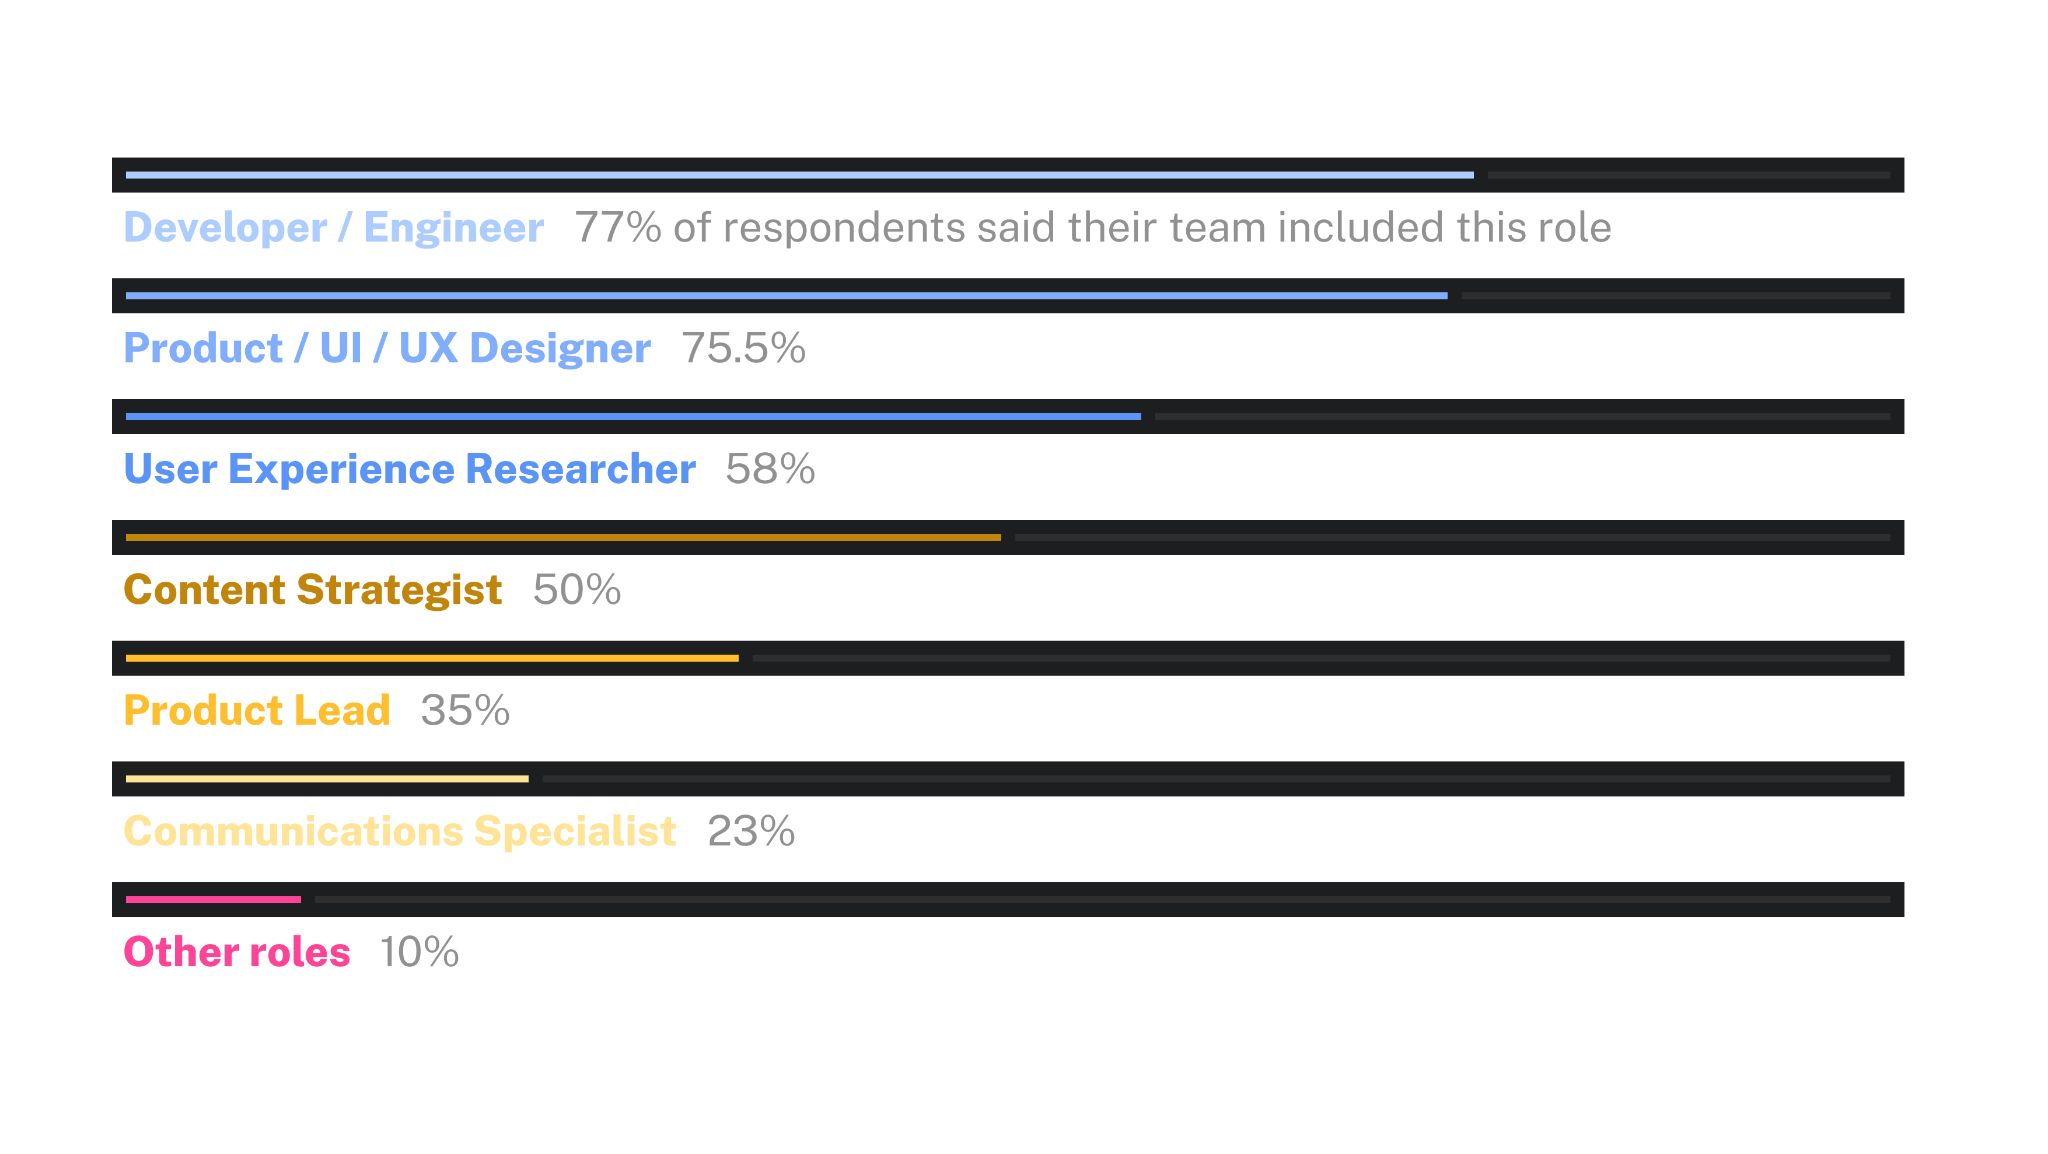 Developer / Engineer 77% of respondents said their team included this role
Product / UI / UX Designer 75.5%
User Experience Researcher 58%
Content Strategist 50%
Product Lead 35%
Communications Specialist 23%
Other roles 10%